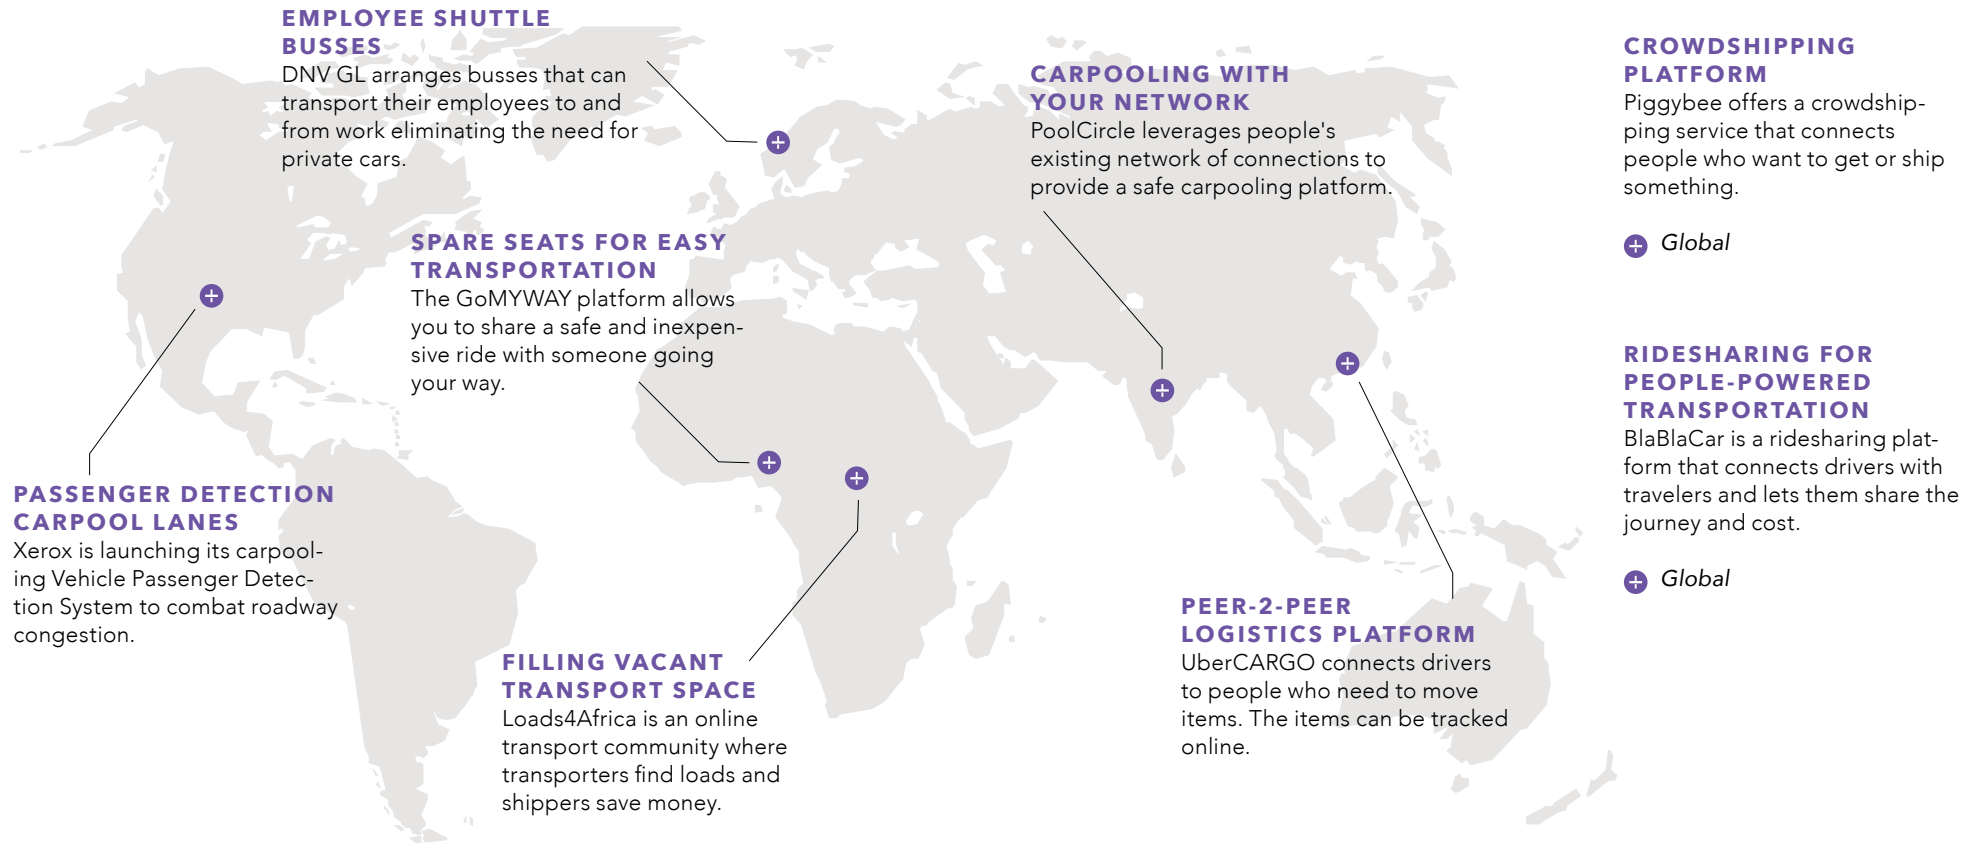 EMPLOYEE SHUTTLE
BUSSES
DNV GL arranges busses that can
transport their employees to and
from work eliminating the need for
private cars.
CARPOOLING WITH
YOUR NETWORK
PoolCircle leverages people's
existing network of connections to
provide a safe carpooling platform.
CROWDSHIPPING
PLATFORM
Piggybee offers a crowdship-
ping service that connects
people who want to get or ship
something.
Global
SPARE SEATS FOR EASY
TRANSPORTATION
The GoMYWAY platform allows
you to share a safe and inexpen-
sive ride with someone going
your way.
RIDESHARING FOR
PEOPLE-POWERED
TRANSPORTATION
BlaBlaCar is a ridesharing plat-
form that connects drivers with
travelers and lets them share the
journey and cost.
Global
PASSENGER DETECTION
CARPOOL LANES
Xerox is launching its carpool-
ing Vehicle Passenger Detec-
tion System to combat roadway
congestion.
FILLING VACANT
TRANSPORT SPACE
Loads4Africa is an online
transport community where
transporters find loads and
shippers save money.
PEER-2-PEER
LOGISTICS PLATFORM
UberCARGO connects drivers
to people who need to move
items. The items can be tracked
online.